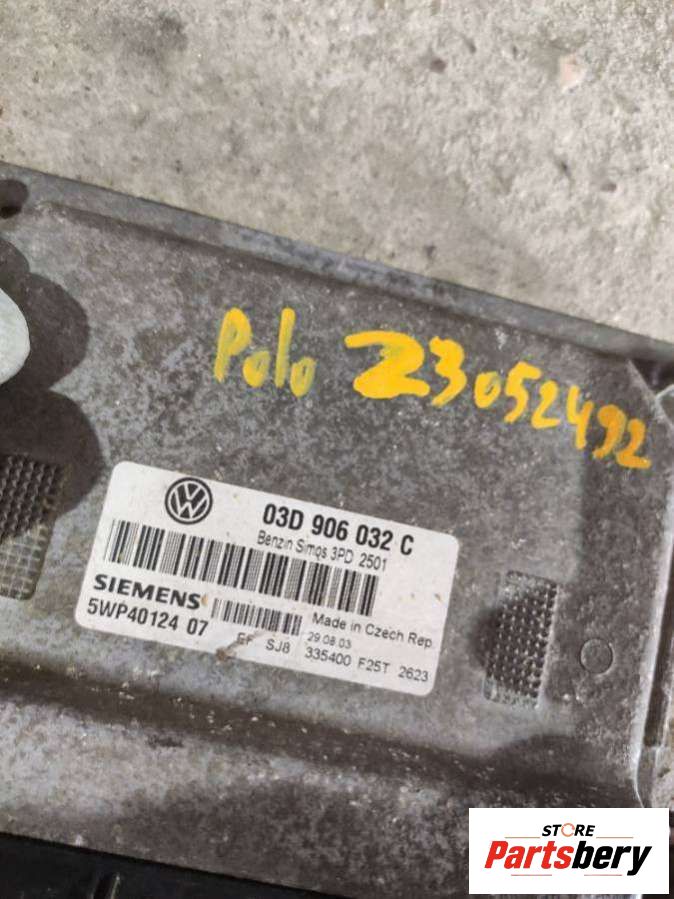 Polo 23052492
03D 906 032 C
Benzin Simos 3PD 2501
SIEMENS
5WP40124 07
Made in Czech Rep.
29.08.03
SJ8
335400 F25T 2623
STORE
Partsbery